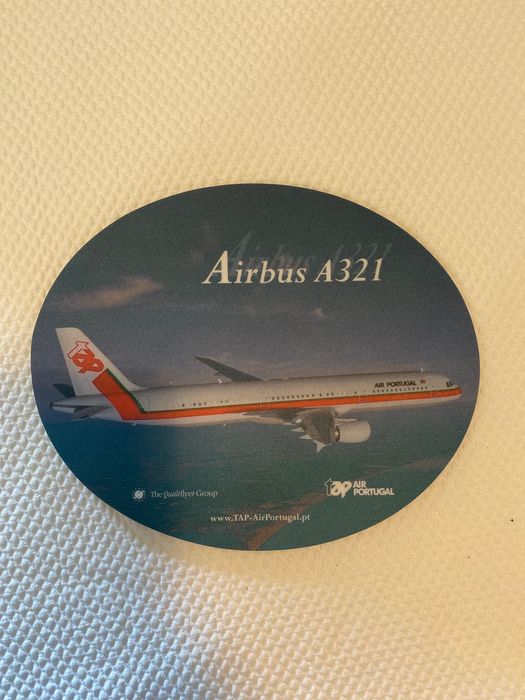 Airbus A321
TAP
AIR PORTUGAL
The Qualiflyer Group
TAP AIR
PORTUGAL
www.TAP-AirPortugal.pt